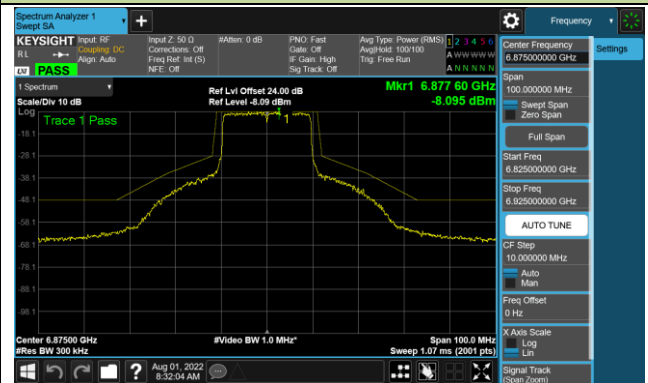 Spectrum Analyzer 1
Swept SA
Frequency
KEYSIGHT
RL
PASS
Input: RF
Coupling: DC
Align: Auto
Input Z: 50 Ω
Corrections: Off
Freq Ref: Int (S)
NFE: Off
#Atten: 0 dB
PNO: Fast
Gate: Off
IF Gain: High
Sig Track: Off
Avg Type: Power (RMS)
Avg|Hold: 100/100
Trig: Free Run
1 2 3 4 5 6
A W W W W W
A N N N N N
1 Spectrum
Scale/Div 10 dB
Log
Ref Lvl Offset 24.00 dB
Ref Level -8.09 dBm
Mkr1 6.877 60 GHz
-8.095 dBm
Trace 1 Pass
1
-18.1
-28.1
-38.1
-48.1
-58.1
-68.1
-78.1
-88.1
-98.1
Center 6.87500 GHz
#Res BW 300 kHz
#Video BW 1.0 MHz*
Span 100.0 MHz
Sweep 1.07 ms (2001 pts)
Aug 01, 2022
8:32:04 AM
Center Frequency
6.875000000 GHz
Settings
Span
100.000000 MHz
Swept Span
Zero Span
Full Span
Start Freq
6.825000000 GHz
Stop Freq
6.925000000 GHz
AUTO TUNE
CF Step
10.000000 MHz
Auto
Man
Freq Offset
0 Hz
X Axis Scale
Log
Lin
Signal Track
(Span Zoom)